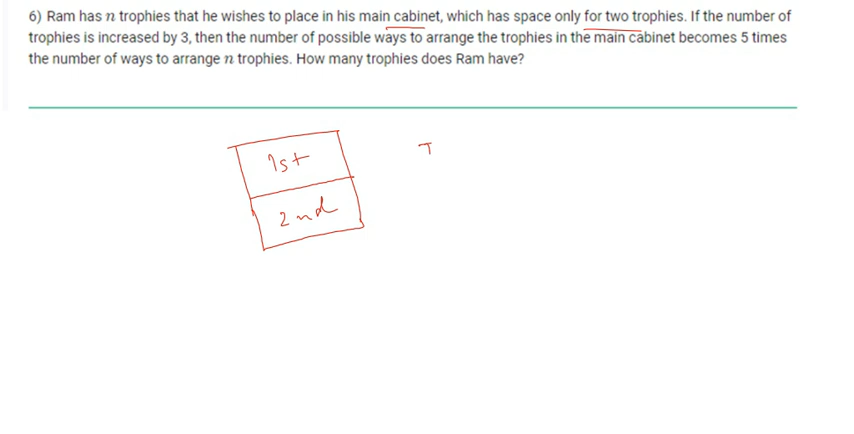 6) Ram has n trophies that he wishes to place in his main cabinet, which has space only for two trophies. If the number of
trophies is increased by 3, then the number of possible ways to arrange the trophies in the main cabinet becomes 5 times
the number of ways to arrange n trophies. How many trophies does Ram have?
1st
T
2nd